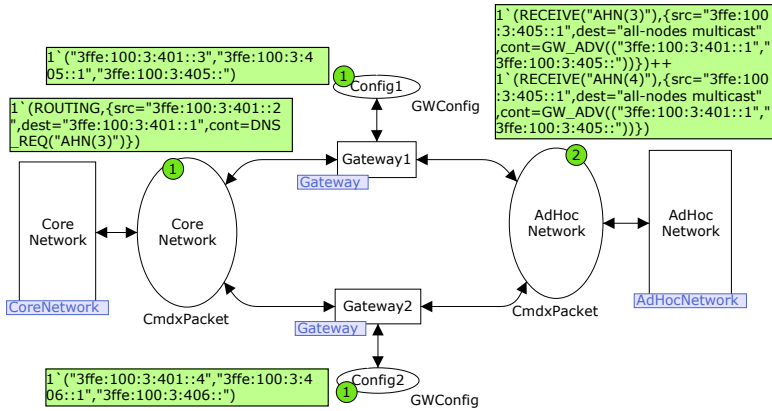 1`(RECEIVE("AHN(3)"),{src="3ffe:100
:3:405::1",dest="all-nodes multicast"
,cont=GW_ADV(("3ffe:100:3:401::1","
3ffe:100:3:405::"))})++
1`(RECEIVE("AHN(4)"),{src="3ffe:100
:3:405::1",dest="all-nodes multicast"
,cont=GW_ADV(("3ffe:100:3:401::1","
3ffe:100:3:405::"))})
1`("3ffe:100:3:401::3","3ffe:100:3:4
05::1","3ffe:100:3:405::")
1
Config1
GWConfig
1`(ROUTING,{src="3ffe:100:3:401::2
",dest="3ffe:100:3:401::1",cont=DNS
_REQ("AHN(3)")})
1
Gateway1
Gateway
2
Core
Network
CoreNetwork
Core
Network
CmdxPacket
AdHoc
Network
CmdxPacket
AdHoc
Network
AdHocNetwork
Gateway2
Gateway
1`("3ffe:100:3:401::4","3ffe:100:3:4
06::1","3ffe:100:3:406::")
1
Config2
GWConfig